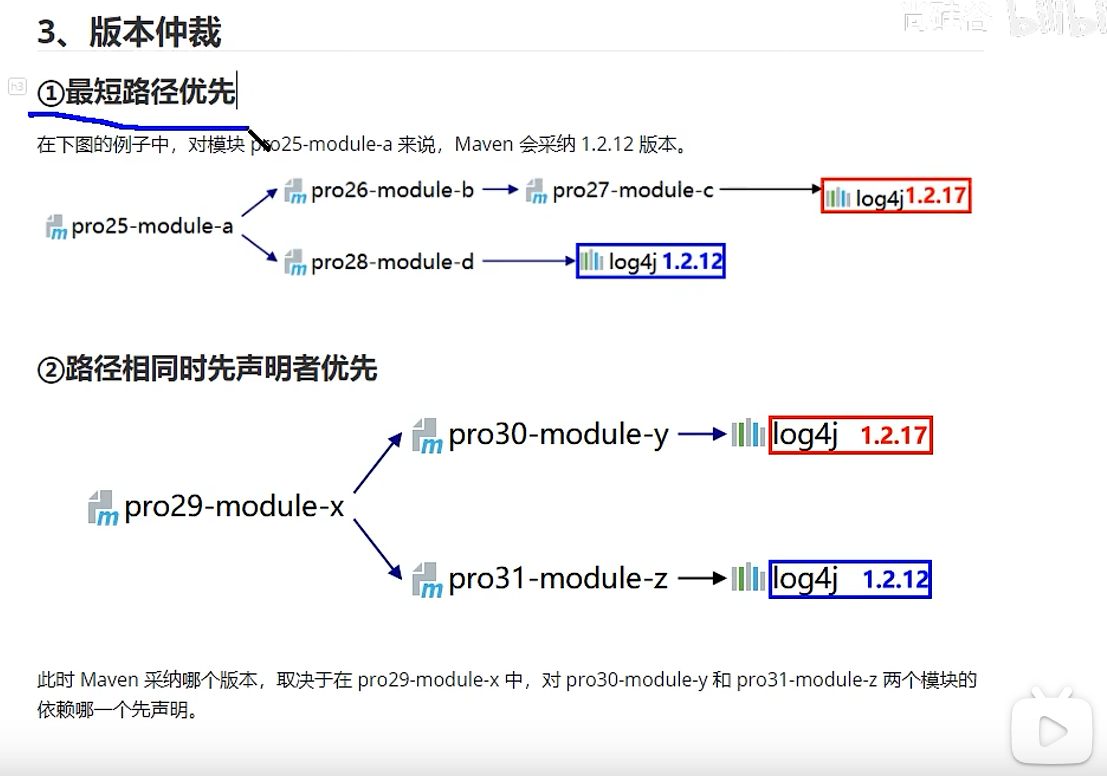 尚硅谷 bilibili
3、版本仲裁
h3
①最短路径优先
在下图的例子中，对模块 pro25-module-a 来说，Maven 会采纳 1.2.12 版本。
pro26-module-b pro27-module-c log4j 1.2.17
pro25-module-a
pro28-module-d log4j 1.2.12
②路径相同时先声明者优先
pro30-module-y log4j 1.2.17
pro29-module-x
pro31-module-z log4j 1.2.12
此时 Maven 采纳哪个版本，取决于在 pro29-module-x 中，对 pro30-module-y 和 pro31-module-z 两个模块的
依赖哪一个先声明。